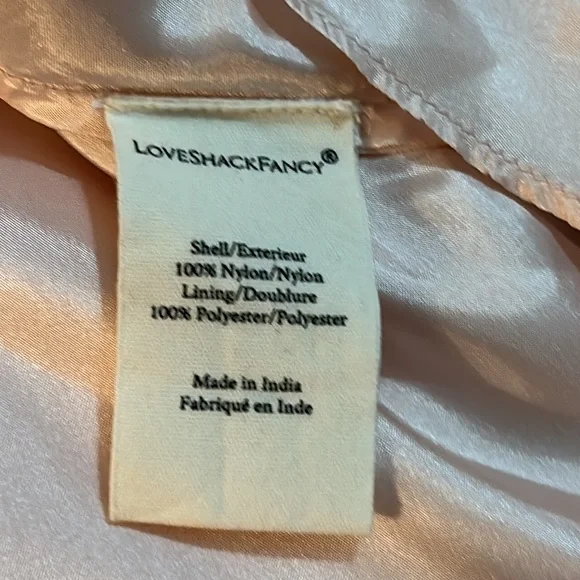 LOVESHACKFANCY®
Shell/Exterieur
100% Nylon/Nylon
Lining/Doublure
100% Polyester/Polyester
Made in India
Fabriqué en Inde